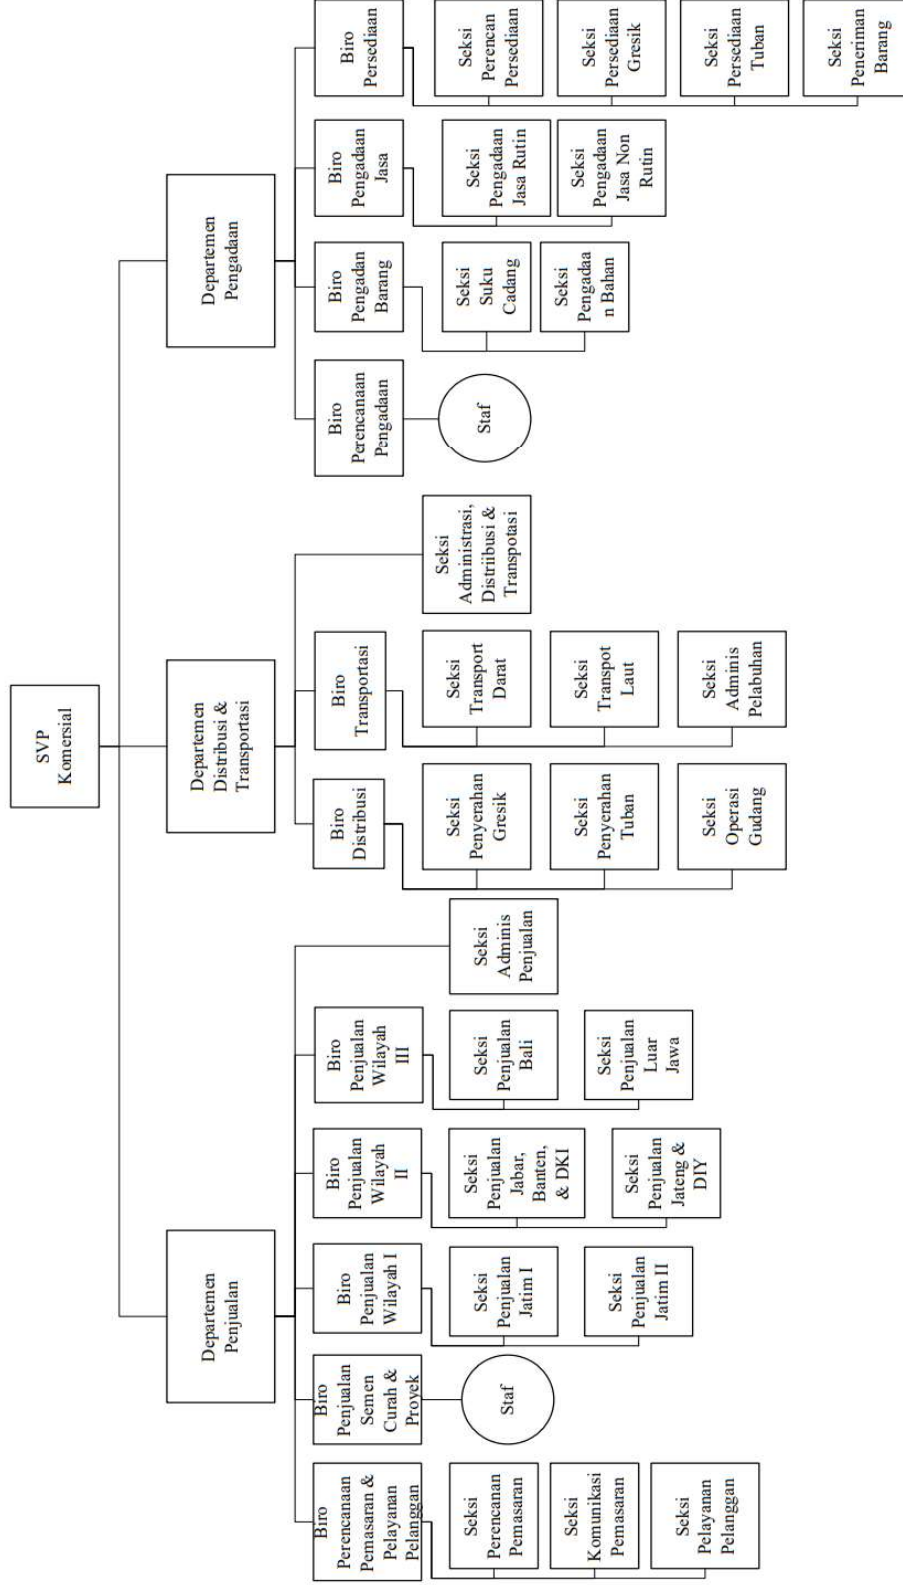 SVP
Komersial
Departemen
Penjualan
Departemen
Distribusi &
Transportasi
Departemen
Pengadaan
Biro
Perencanaan
Pemasaran &
Pelayanan
Pelanggan
Biro
Penjualan
Semen
Curah &
Proyek
Biro
Penjualan
Wilayah I
Biro
Penjualan
Wilayah
II
Biro
Penjualan
Wilayah
III
Seksi
Adminis
Penjualan
Seksi
Perencanan
Pemasaran
Seksi
Komunikasi
Pemasaran
Seksi
Pelayanan
Pelanggan
Staf
Seksi
Penjualan
Jatim I
Seksi
Penjualan
Jatim II
Seksi
Penjualan
Jabar,
Banten,
& DKI
Seksi
Penjualan
Jateng &
DIY
Seksi
Penjualan
Bali
Seksi
Penjualan
Luar
Jawa
Biro
Distribusi
Biro
Transportasi
Seksi
Administrasi,
Distriibusi &
Transpotasi
Seksi
Penyerahan
Gresik
Seksi
Penyerahan
Tuban
Seksi
Operasi
Gudang
Seksi
Transport
Darat
Seksi
Transpot
Laut
Seksi
Adminis
Pelabuhan
Biro
Perencanaan
Pengadaan
Biro
Pengadan
Barang
Biro
Pengadaan
Jasa
Biro
Persediaan
Staf
Seksi
Suku
Cadang
Seksi
Pengadaa
n Bahan
Seksi
Pengadaan
Jasa Rutin
Seksi
Pengadaan
Jasa Non
Rutin
Seksi
Perencan
Persediaan
Seksi
Persediaan
Gresik
Seksi
Persediaan
Tuban
Seksi
Peneriman
Barang